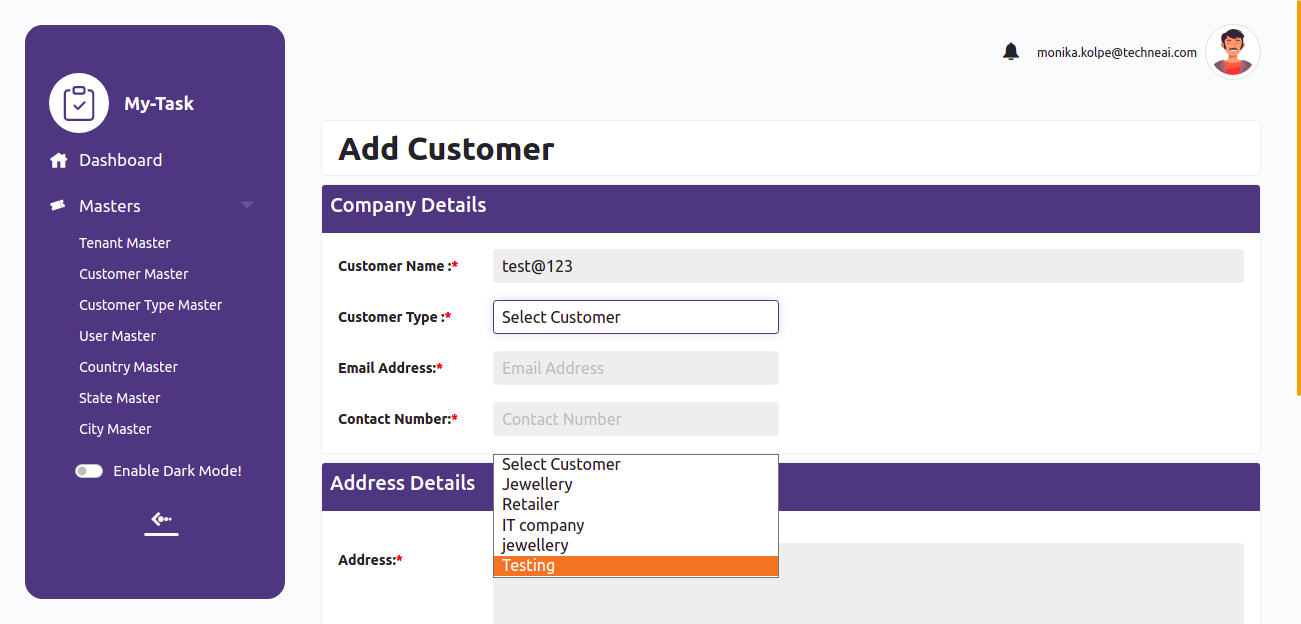 monika.kolpe@techneai.com
My-Task
Dashboard
Masters
Tenant Master
Customer Master
Customer Type Master
User Master
Country Master
State Master
City Master
Enable Dark Mode!
Add Customer
Company Details
Customer Name :* test@123
Customer Type :* Select Customer
Email Address:* Email Address
Contact Number:* Contact Number
Select Customer
Jewellery
Retailer
IT company
jewellery
Testing
Address Details
Address:*